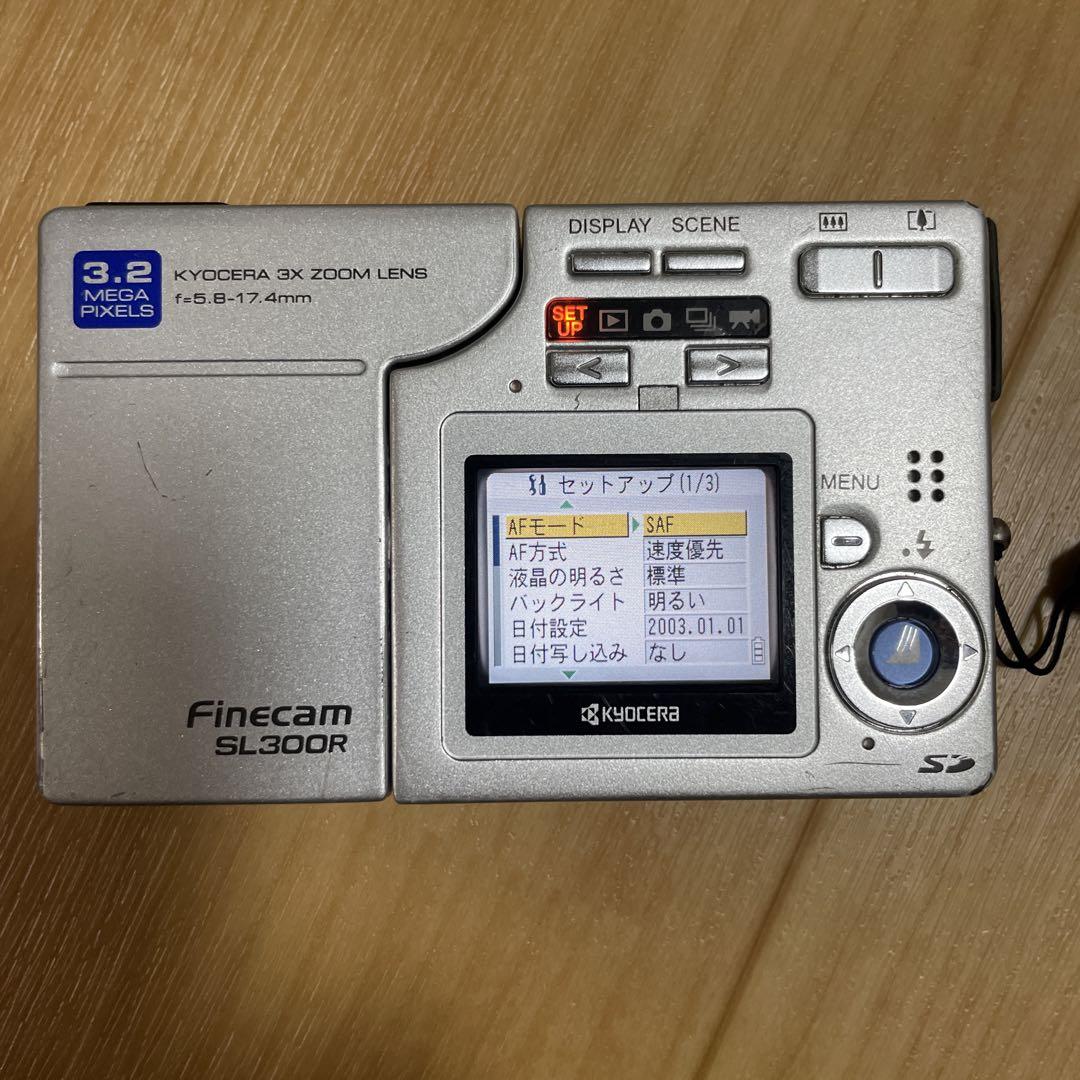 3.2
MEGA
PIXELS
KYOCERA 3X ZOOM LENS
f=5.8-17.4mm
DISPLAY SCENE
SET
UP
< >
セットアップ(1/3)
AFモード SAF
AF方式 速度優先
液晶の明るさ 標準
バックライト 明るい
日付設定 2003.01.01
日付写し込み なし
KYOCERA
MENU
Finecam
SL300R
SD